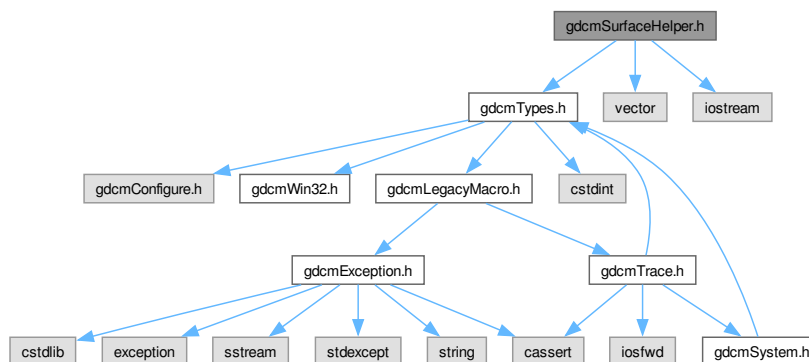 gdcmSurfaceHelper.h
gdcmTypes.h
vector
iostream
gdcmConfigure.h
gdcmWin32.h
gdcmLegacyMacro.h
cstdint
gdcmException.h
gdcmTrace.h
cstdlib
exception
sstream
stdexcept
string
cassert
iosfwd
gdcmSystem.h